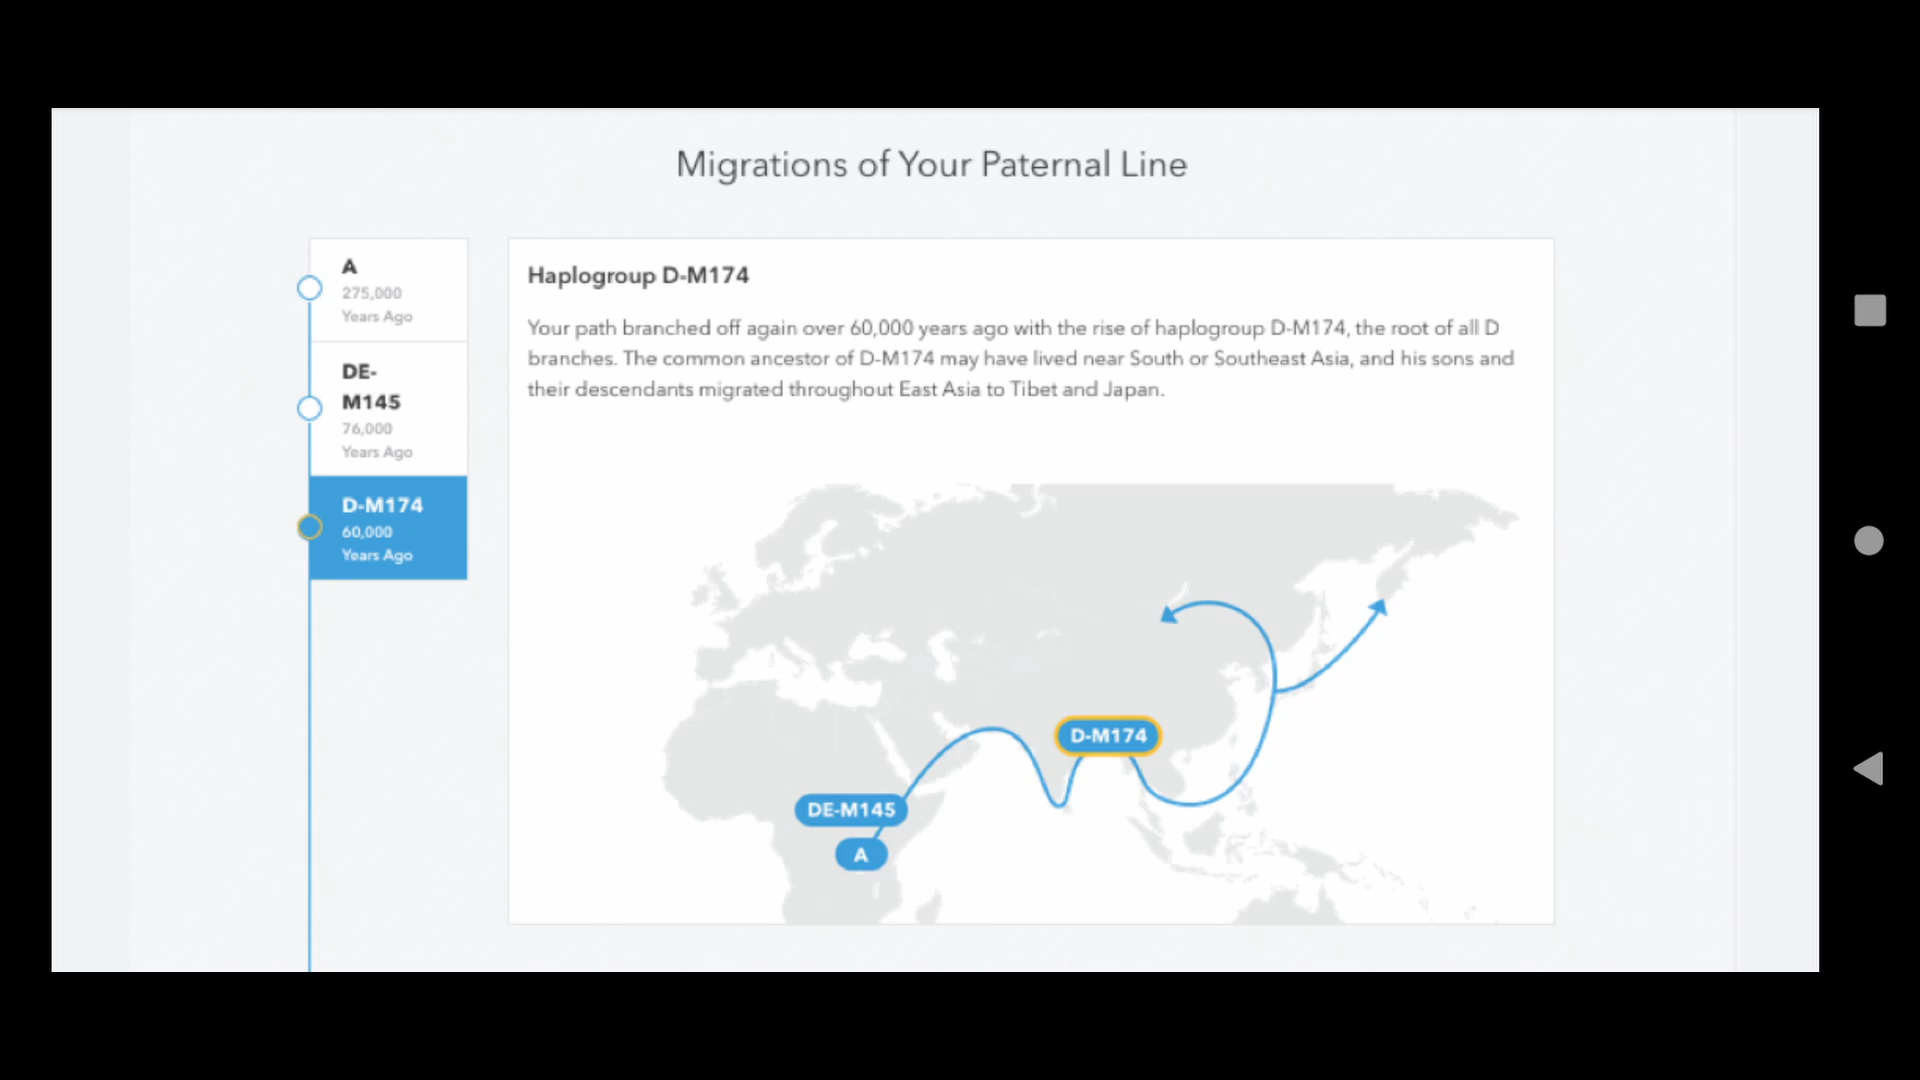 Migrations of Your Paternal Line
A
275,000
Years Ago
DE-
M145
76,000
Years Ago
D-M174
60,000
Years Ago
Haplogroup D-M174
Your path branched off again over 60,000 years ago with the rise of haplogroup D-M174, the root of all D
branches. The common ancestor of D-M174 may have lived near South or Southeast Asia, and his sons and
their descendants migrated throughout East Asia to Tibet and Japan.
D-M174
DE-M145
A